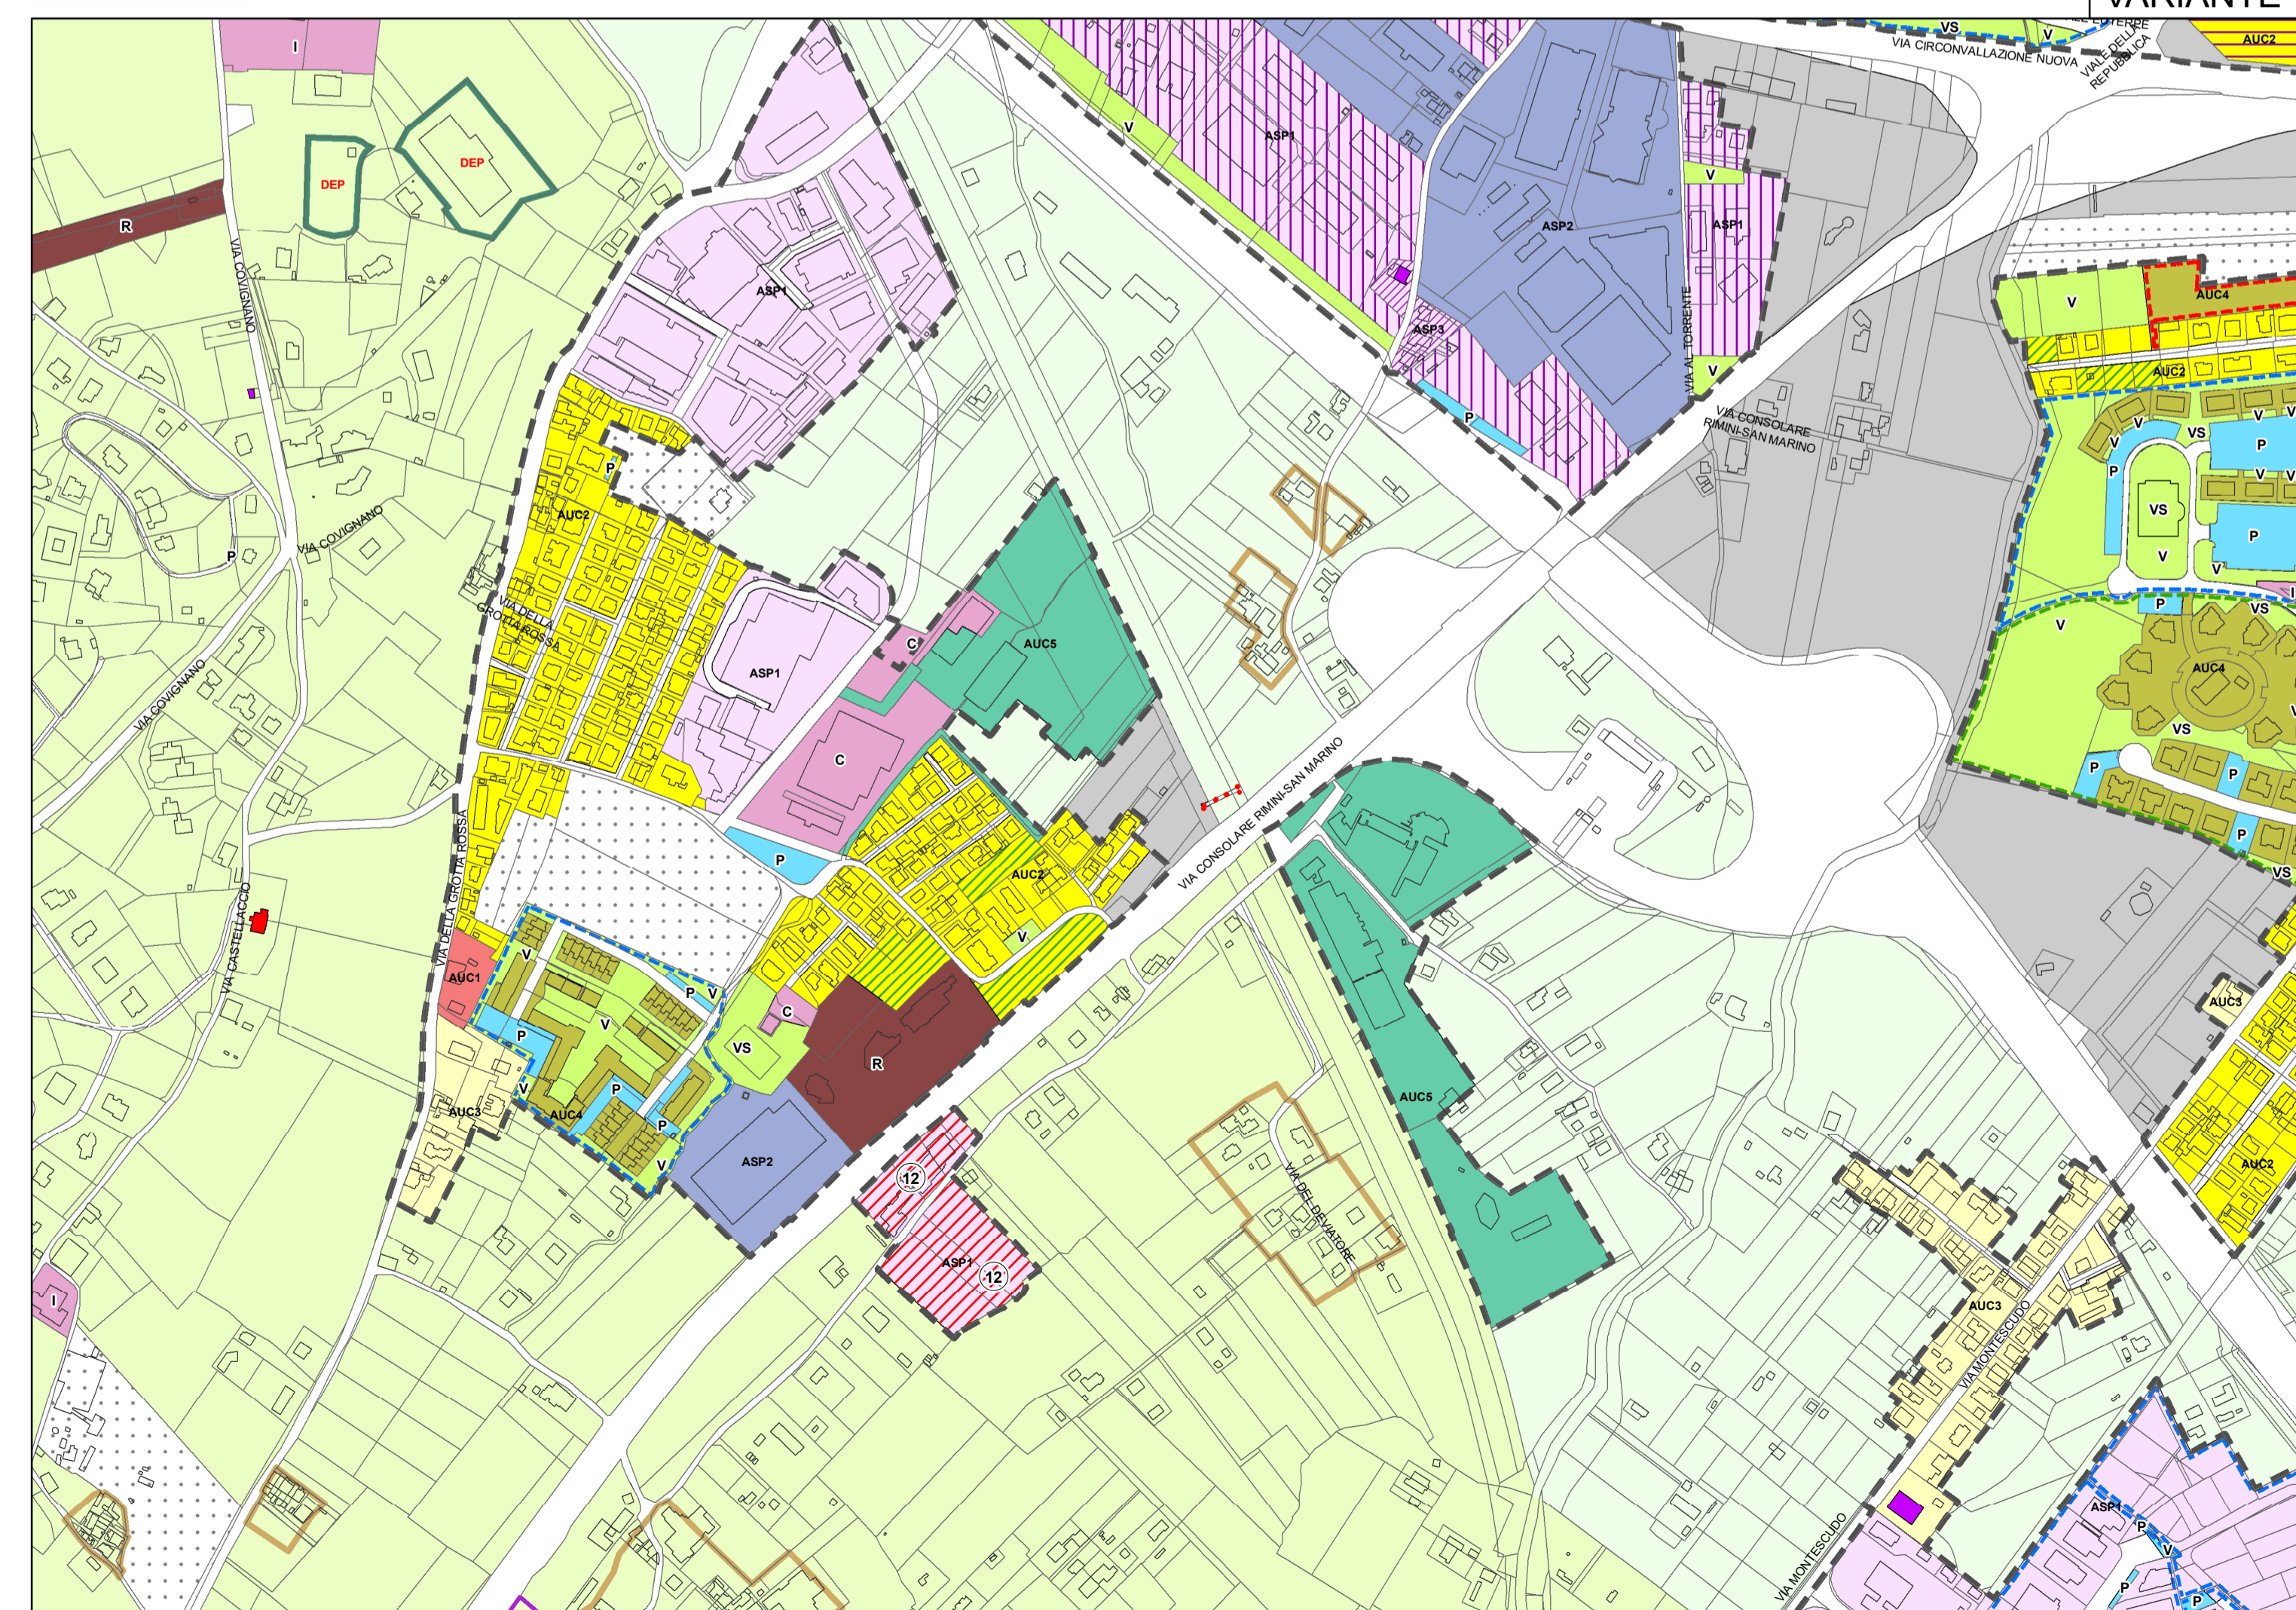 VARIANTE
I
VS
V
VIALE DELLA
REPUBBLICA
AUC2
VIA CIRCONVALLAZIONE NUOVA
V
ASP1
DEP
DEP
V
R
ASP2
ASP1
VIA COVIGNANO
ASP1
V
AUC4
ASP3
VIA AL TORRENTE
V
AUC2
P
VIA CONSOLARE
RIMINI-SAN MARINO
V
V
V
V
VS
P
P
P
V
V
AUC2
VIA COVIGNANO
P
VS
V
P
V
I
VIA DELLA
GROTTA ROSSA
P
VS
V
C
AUC5
ASP1
AUC4
VIA COVIGNANO
V
VS
C
P
P
VIA CONSOLARE RIMINI-SAN MARINO
VIA DELLA GROTTA ROSSA
P
P
AUC2
VS
VIA CASTELLACCIO
V
V
AUC1
P
V
AUC3
C
V
P
VS
R
V
P
AUC3
AUC4
P
AUC5
ASP2
V
12
AUC2
VIA DEL DEVIATORE
ASP1
12
I
AUC3
VIA MONTESCUDO
ASP1
P
V
VIA MONTESCUDO
P
P